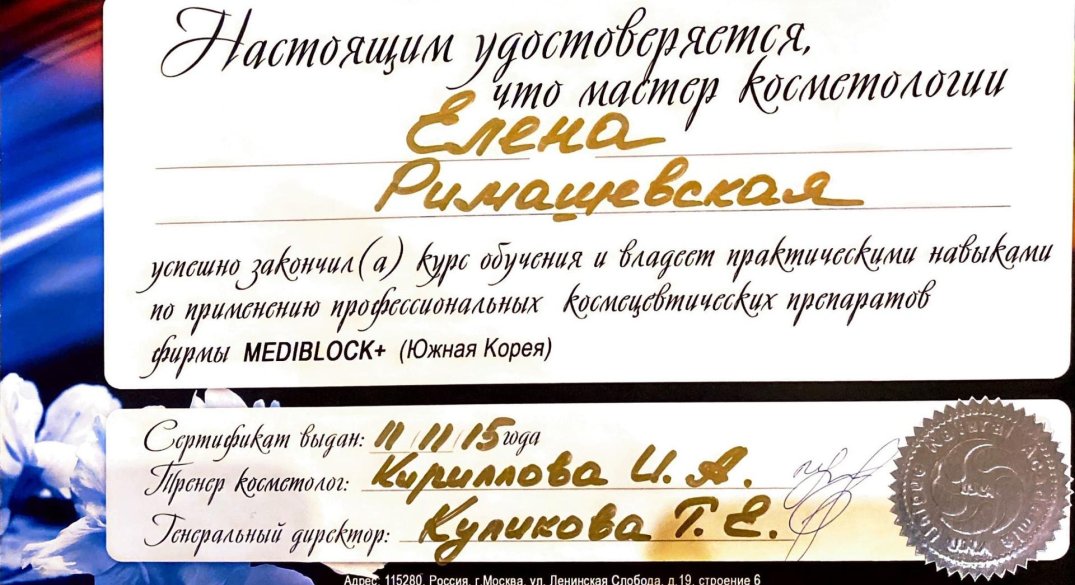 Настоящим удостоверяется,
что мастер косметологии
Елена
Римашевская
успешно закончил(а) курс обучения и владеет практическими навыками
по применению профессиональных космецевтических препаратов
фирмы MEDIBLOCK+ (Южная Корея)
Сертификат выдан: 11/11/15 года
Тренер косметолог: Кириллова И. А.
Генеральный директор: Куликова Т. Е.
Адрес: 115280, Россия, г.Москва, ул. Ленинская Слобода, д.19, строение 6